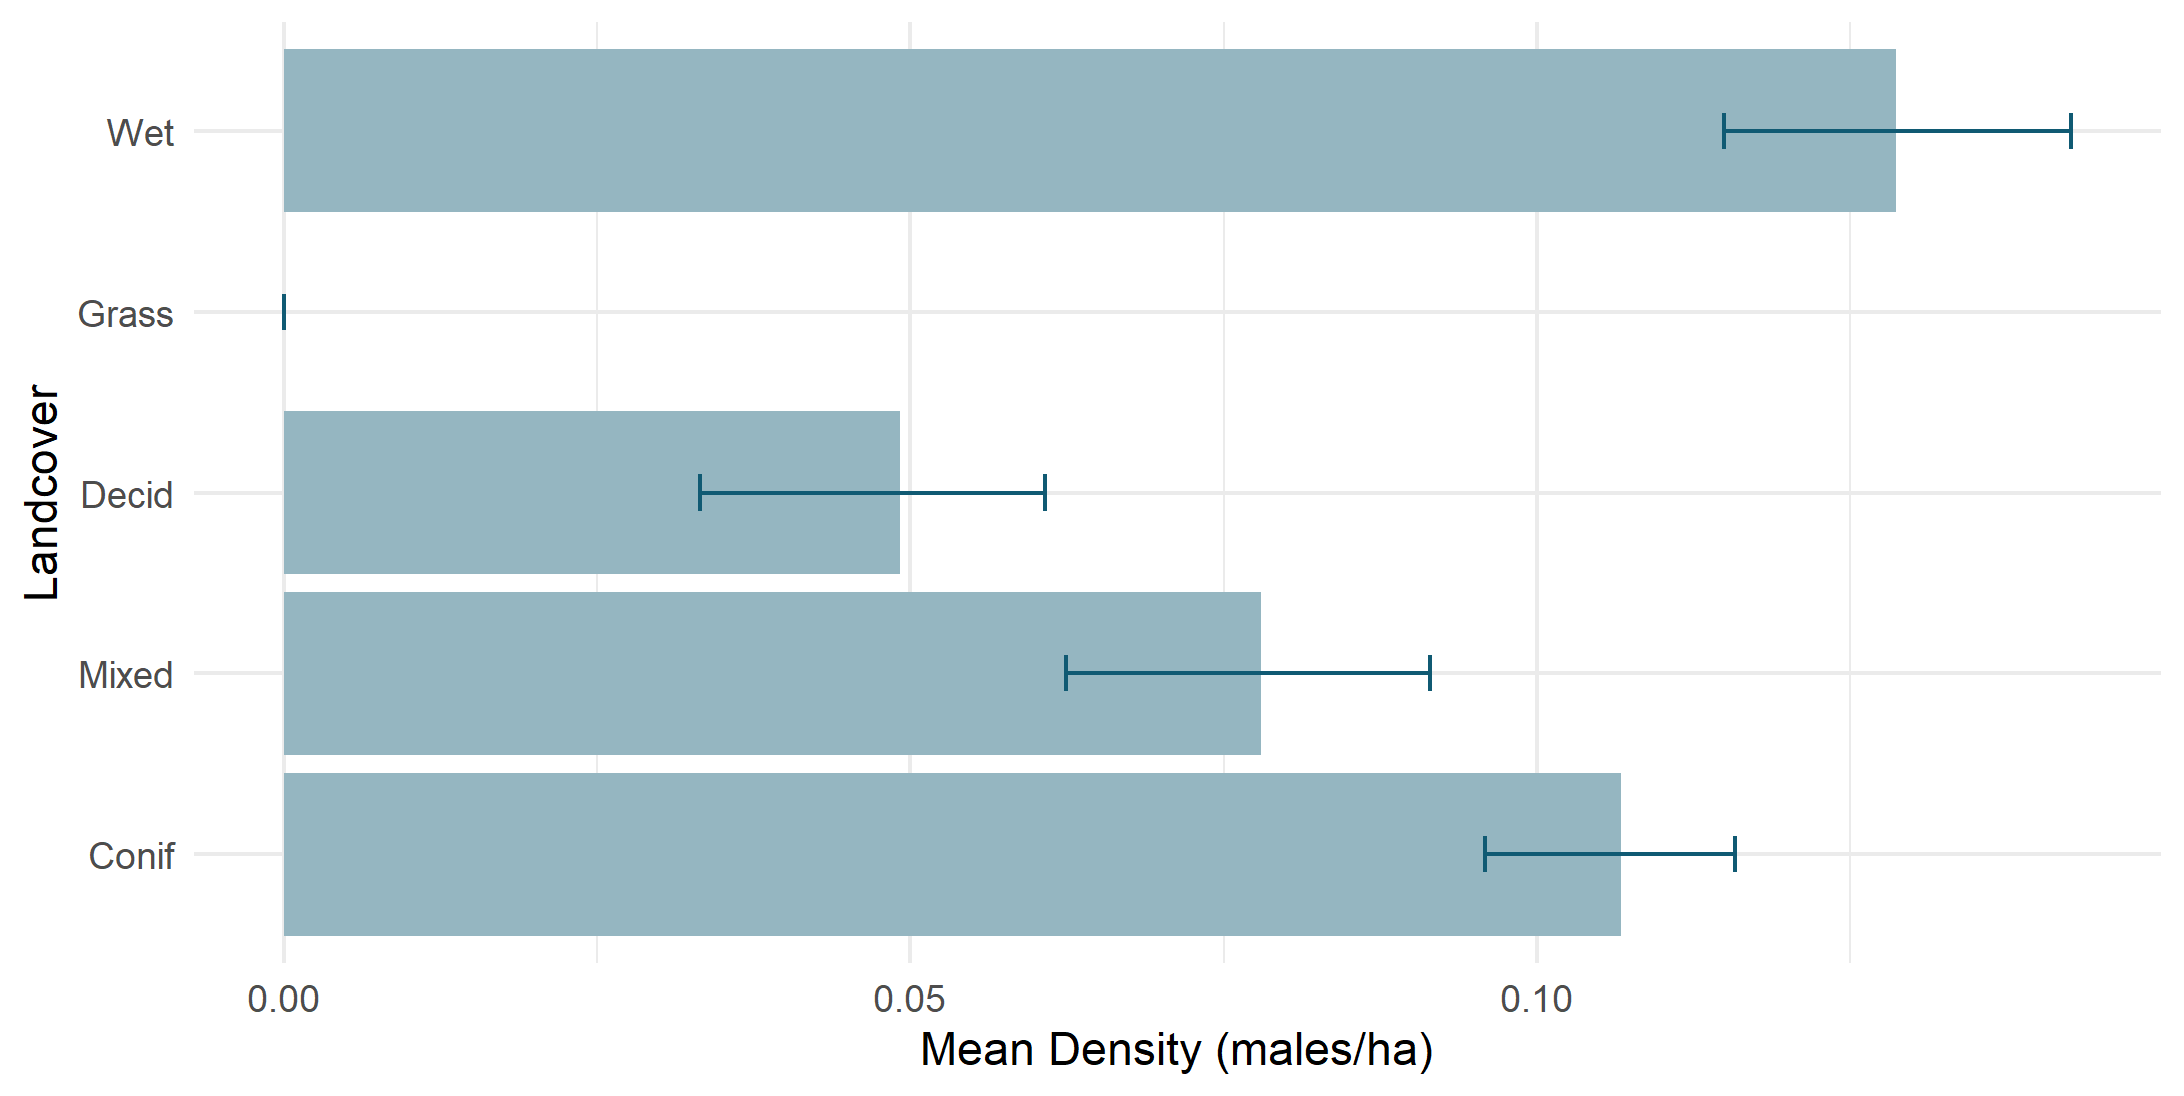 Wet
Grass
Decid
Mixed
Conif
Landcover
0.00 0.05 0.10
Mean Density (males/ha)